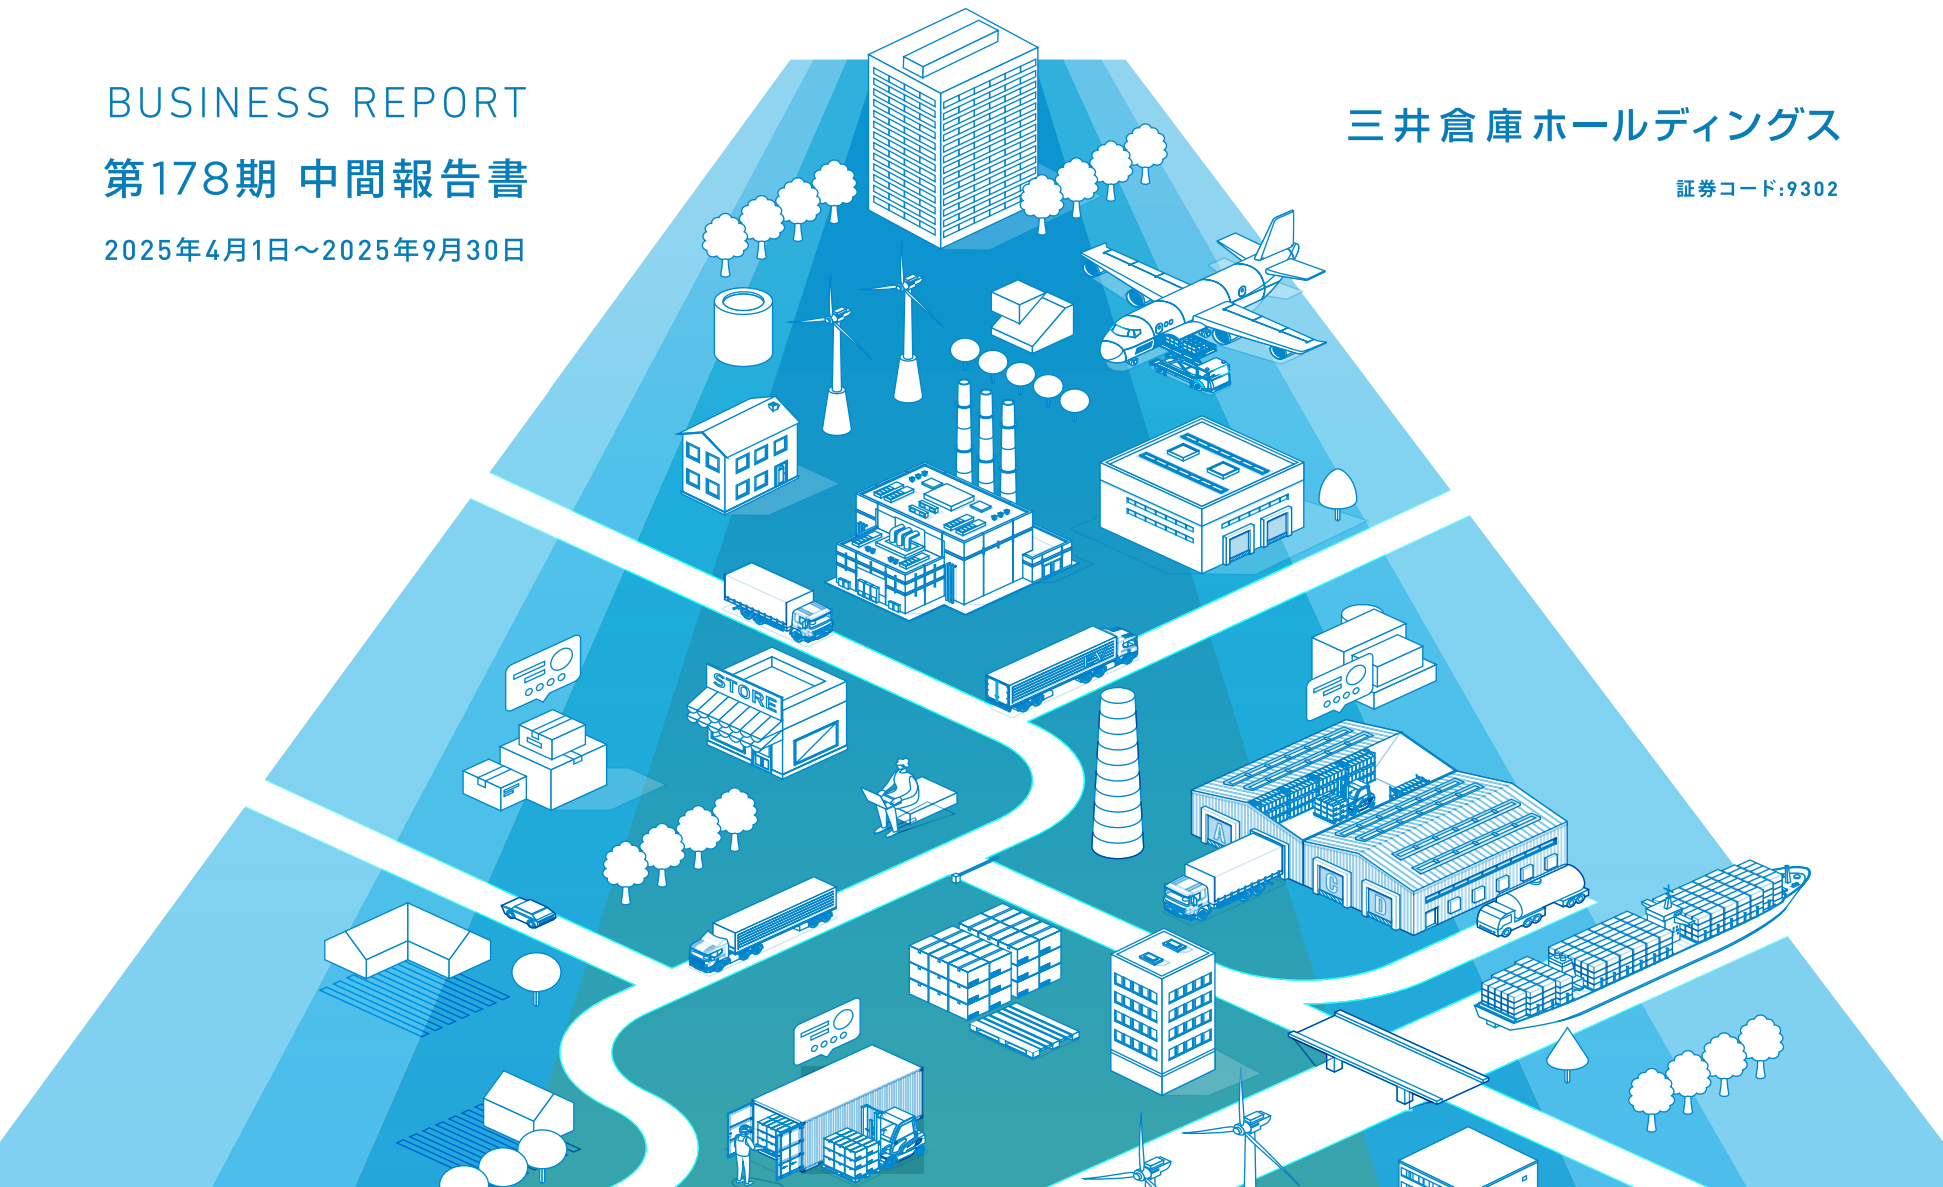 BUSINESS REPORT
第178期 中間報告書
2025年4月1日～2025年9月30日
三井倉庫ホールディングス
証券コード:9302
STORE
A
C
D